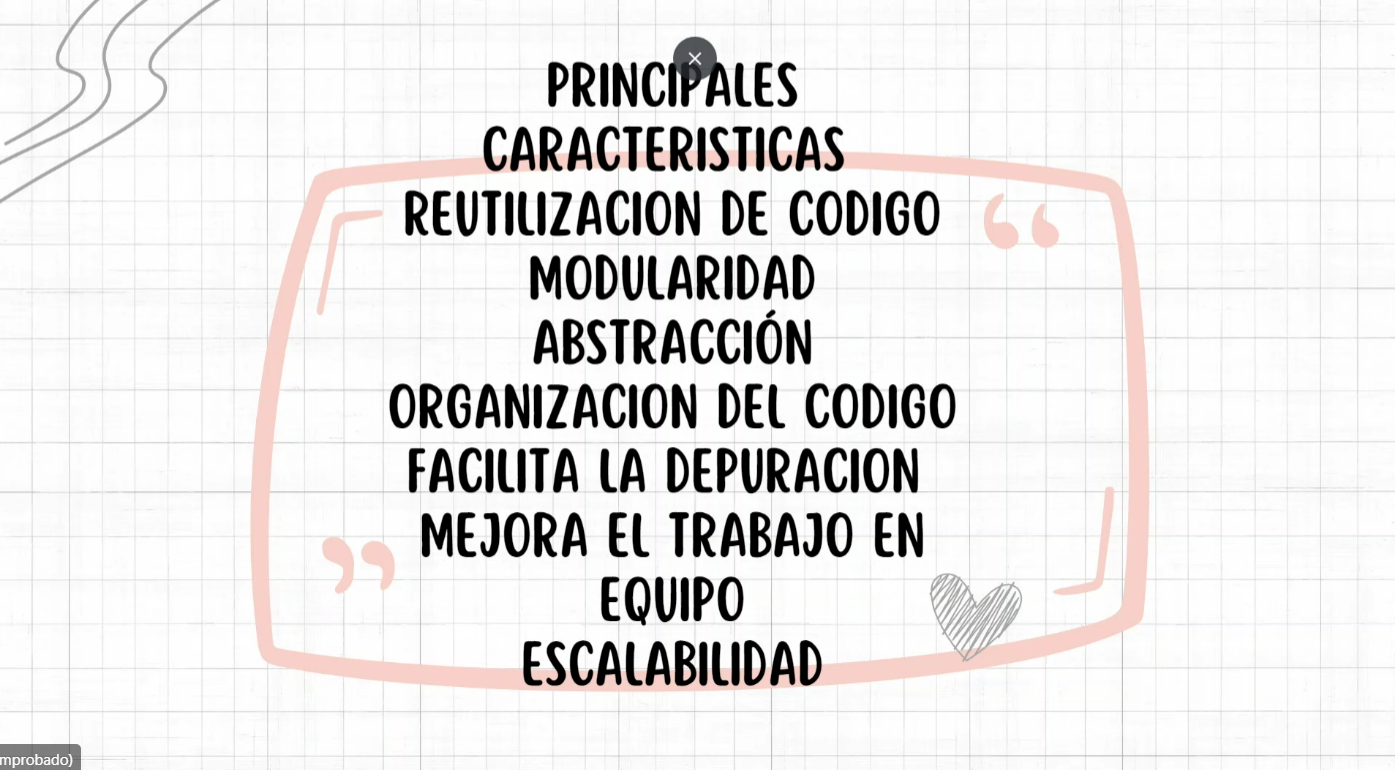 PRINCIPALES
CARACTERISTICAS
REUTILIZACION DE CODIGO
MODULARIDAD
ABSTRACCIÓN
ORGANIZACION DEL CODIGO
FACILITA LA DEPURACION
MEJORA EL TRABAJO EN
EQUIPO
ESCALABILIDAD
mprobado)